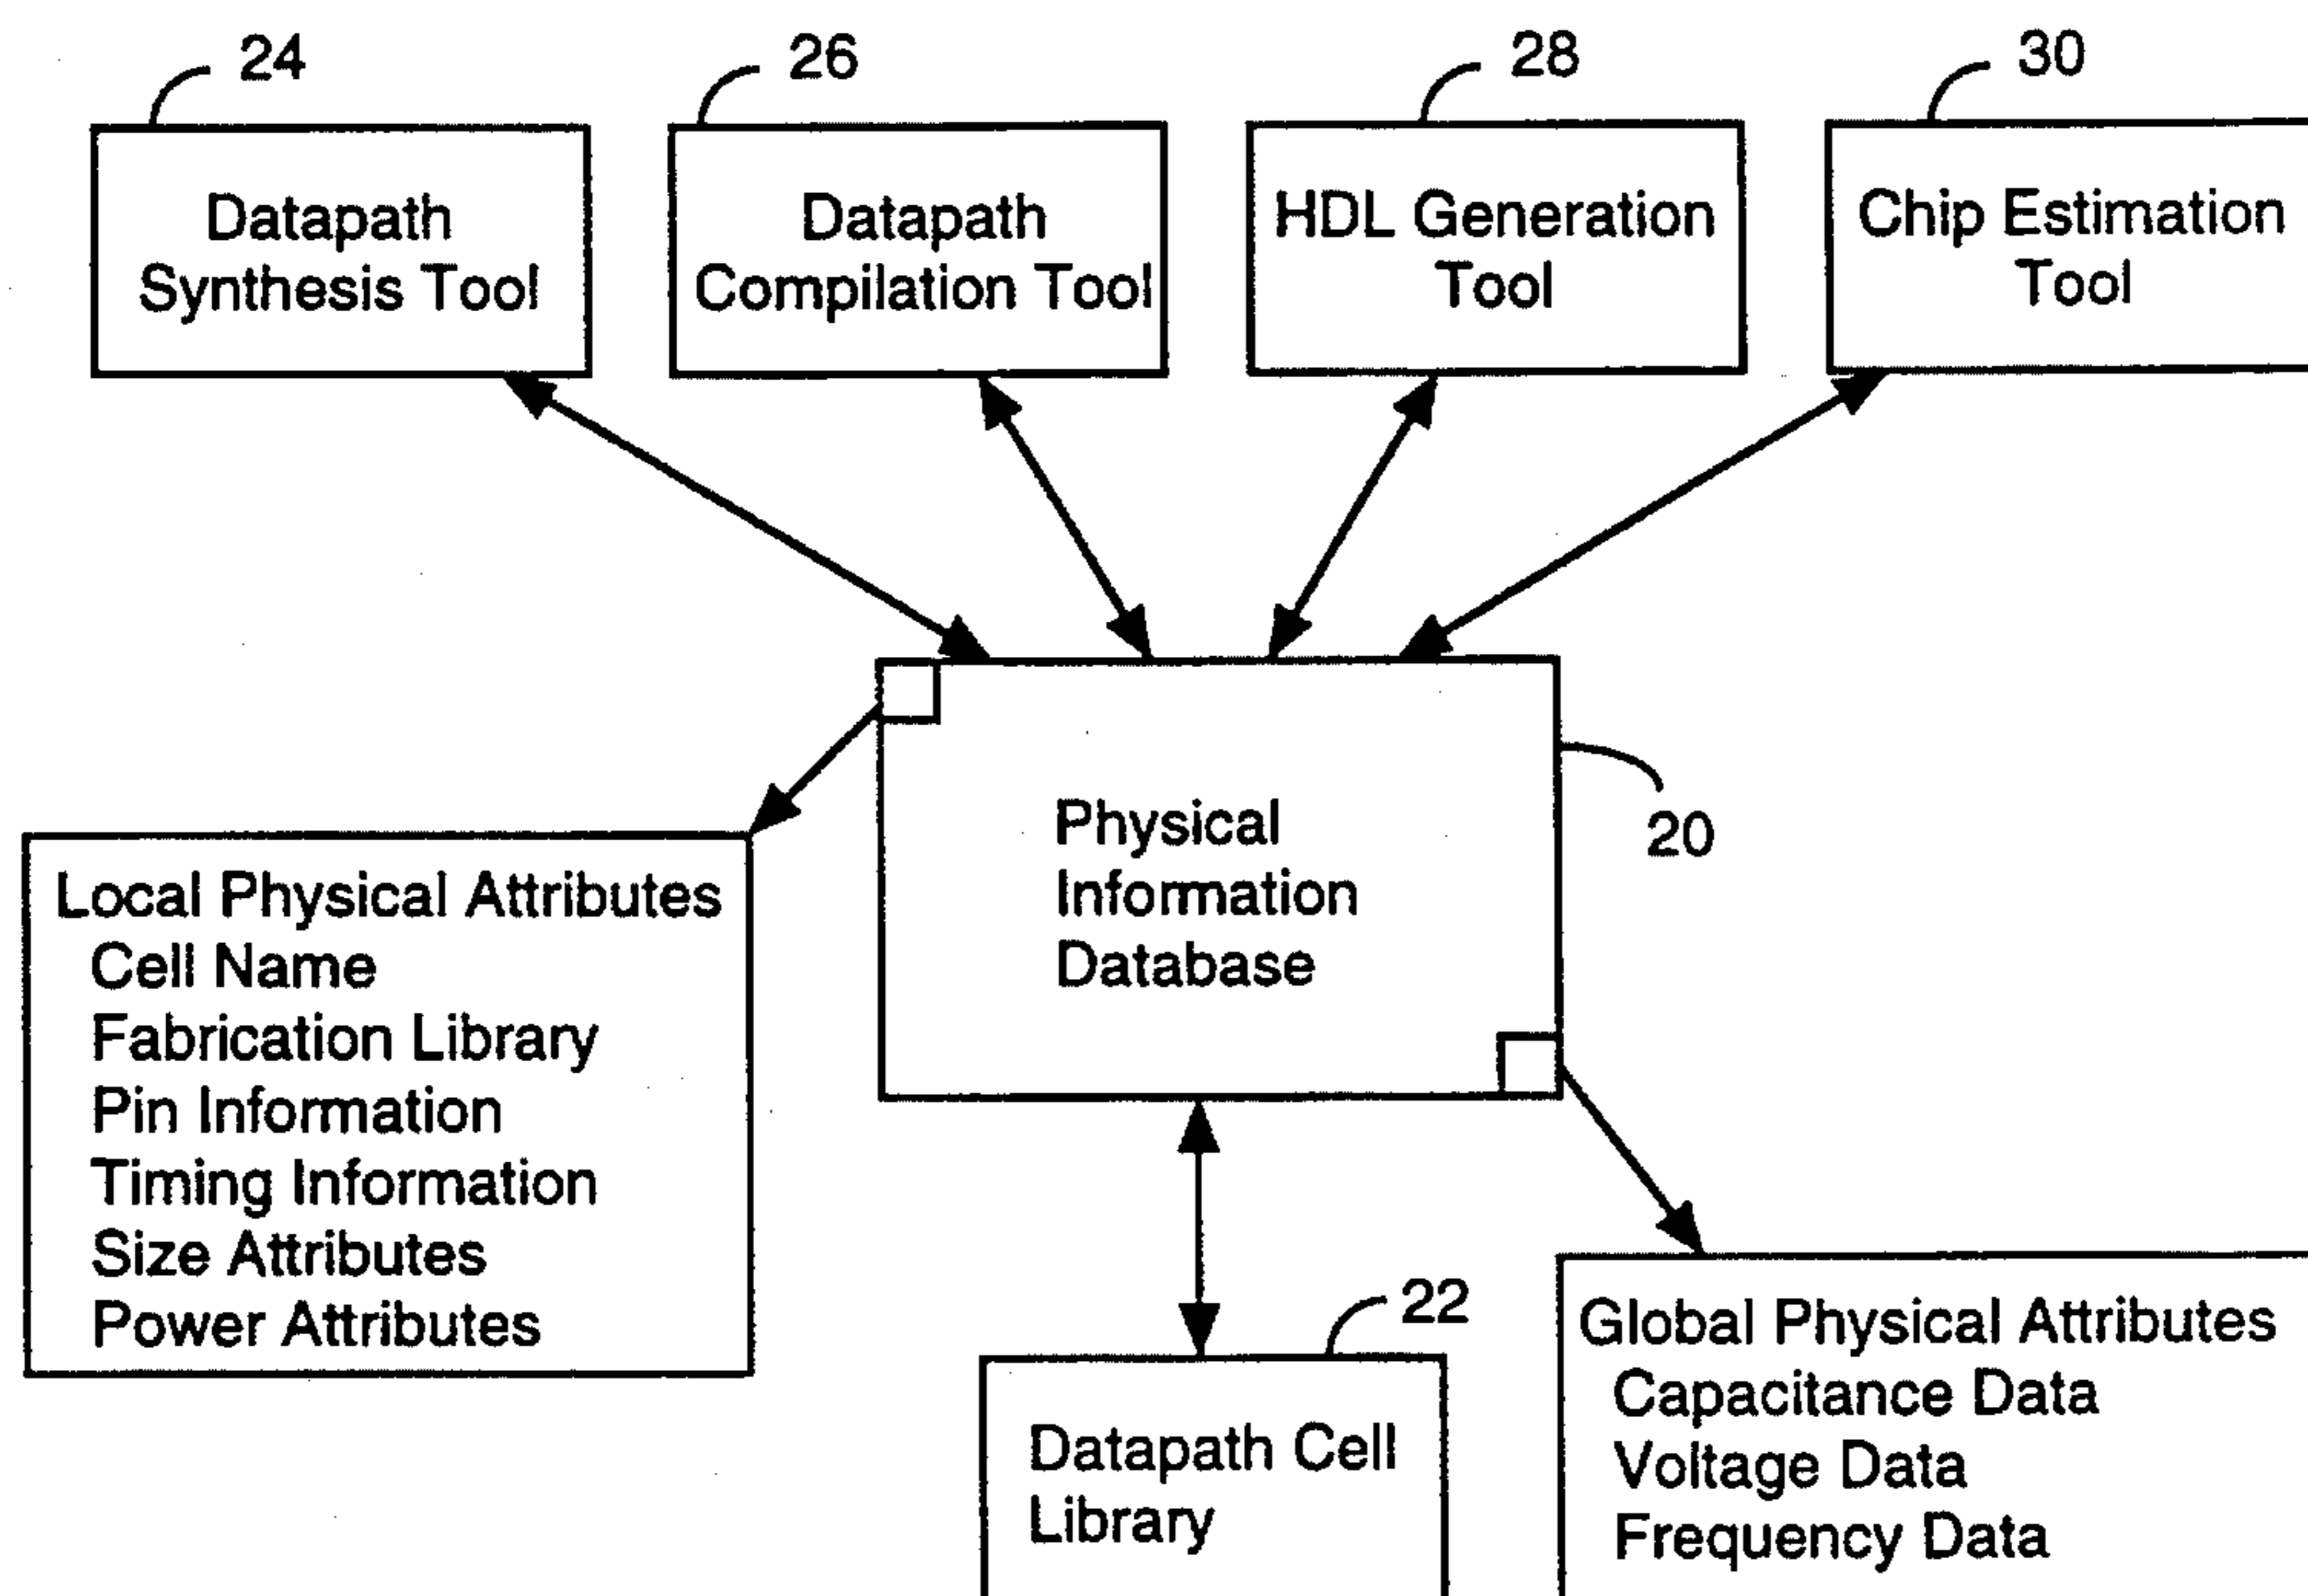 24
26
28
30
Datapath
Synthesis Tool
Datapath
Compilation Tool
HDL Generation
Tool
Chip Estimation
Tool
Physical
Information
Database
20
Local Physical Attributes
Cell Name
Fabrication Library
Pin Information
Timing Information
Size Attributes
Power Attributes
22
Datapath Cell
Library
Global Physical Attributes
Capacitance Data
Voltage Data
Frequency Data